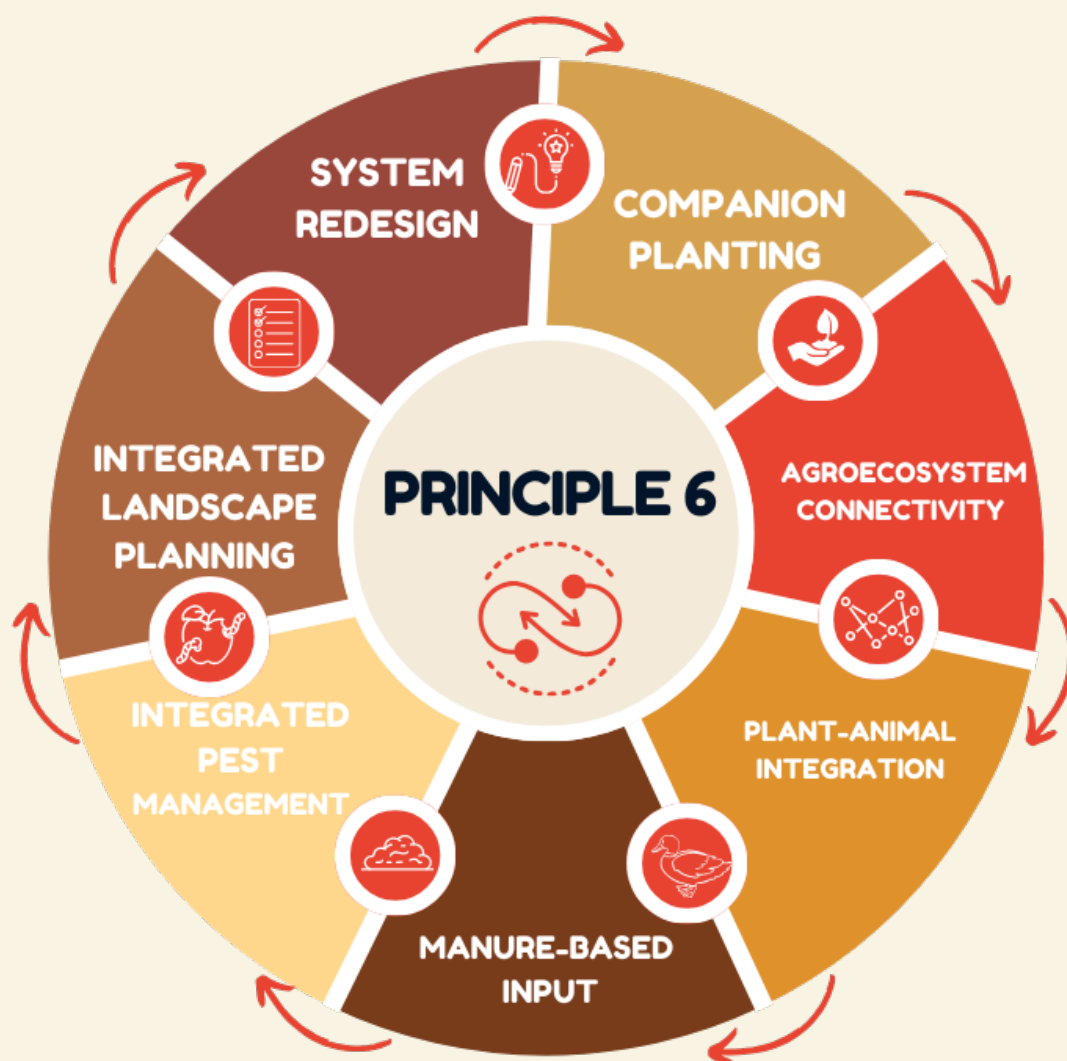 SYSTEM
REDESIGN
COMPANION
PLANTING
AGROECOSYSTEM
CONNECTIVITY
PLANT-ANIMAL
INTEGRATION
MANURE-BASED
INPUT
INTEGRATED
PEST
MANAGEMENT
INTEGRATED
LANDSCAPE
PLANNING
PRINCIPLE 6